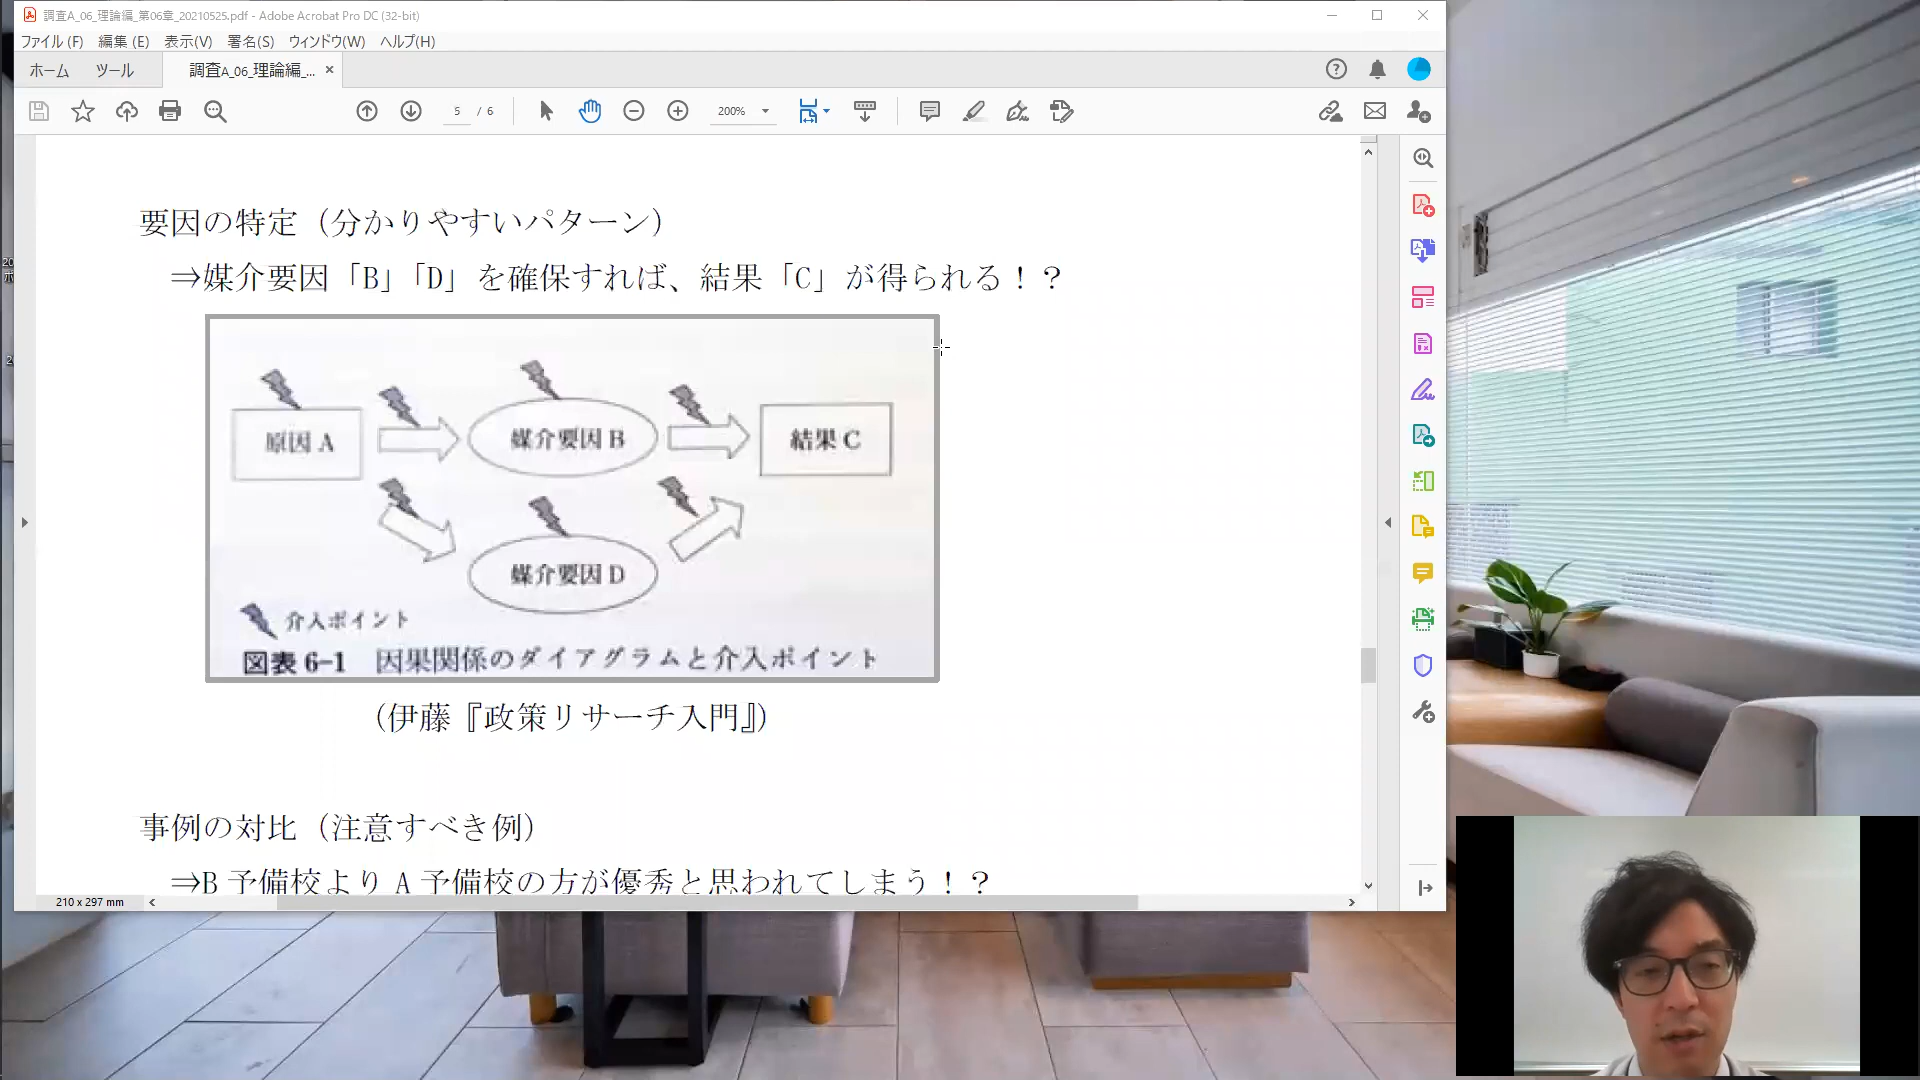 調査A_06_理論編_第06章_20210525.pdf - Adobe Acrobat Pro DC (32-bit)
ファイル(F) 編集(E) 表示(V) 署名(S) ウィンドウ(W) ヘルプ(H)
ホーム ツール 調査A_06_理論編_... ×
5 / 6 200%
要因の特定（分かりやすいパターン）
⇒媒介要因「B」「D」を確保すれば、結果「C」が得られる！？
原因 A 媒介要因 B 結果 C
媒介要因 D
介入ポイント
図表 6-1 因果関係のダイアグラムと介入ポイント
（伊藤『政策リサーチ入門』）
事例の対比（注意すべき例）
⇒B 予備校より A 予備校の方が優秀と思われてしまう！？
210 x 297 mm